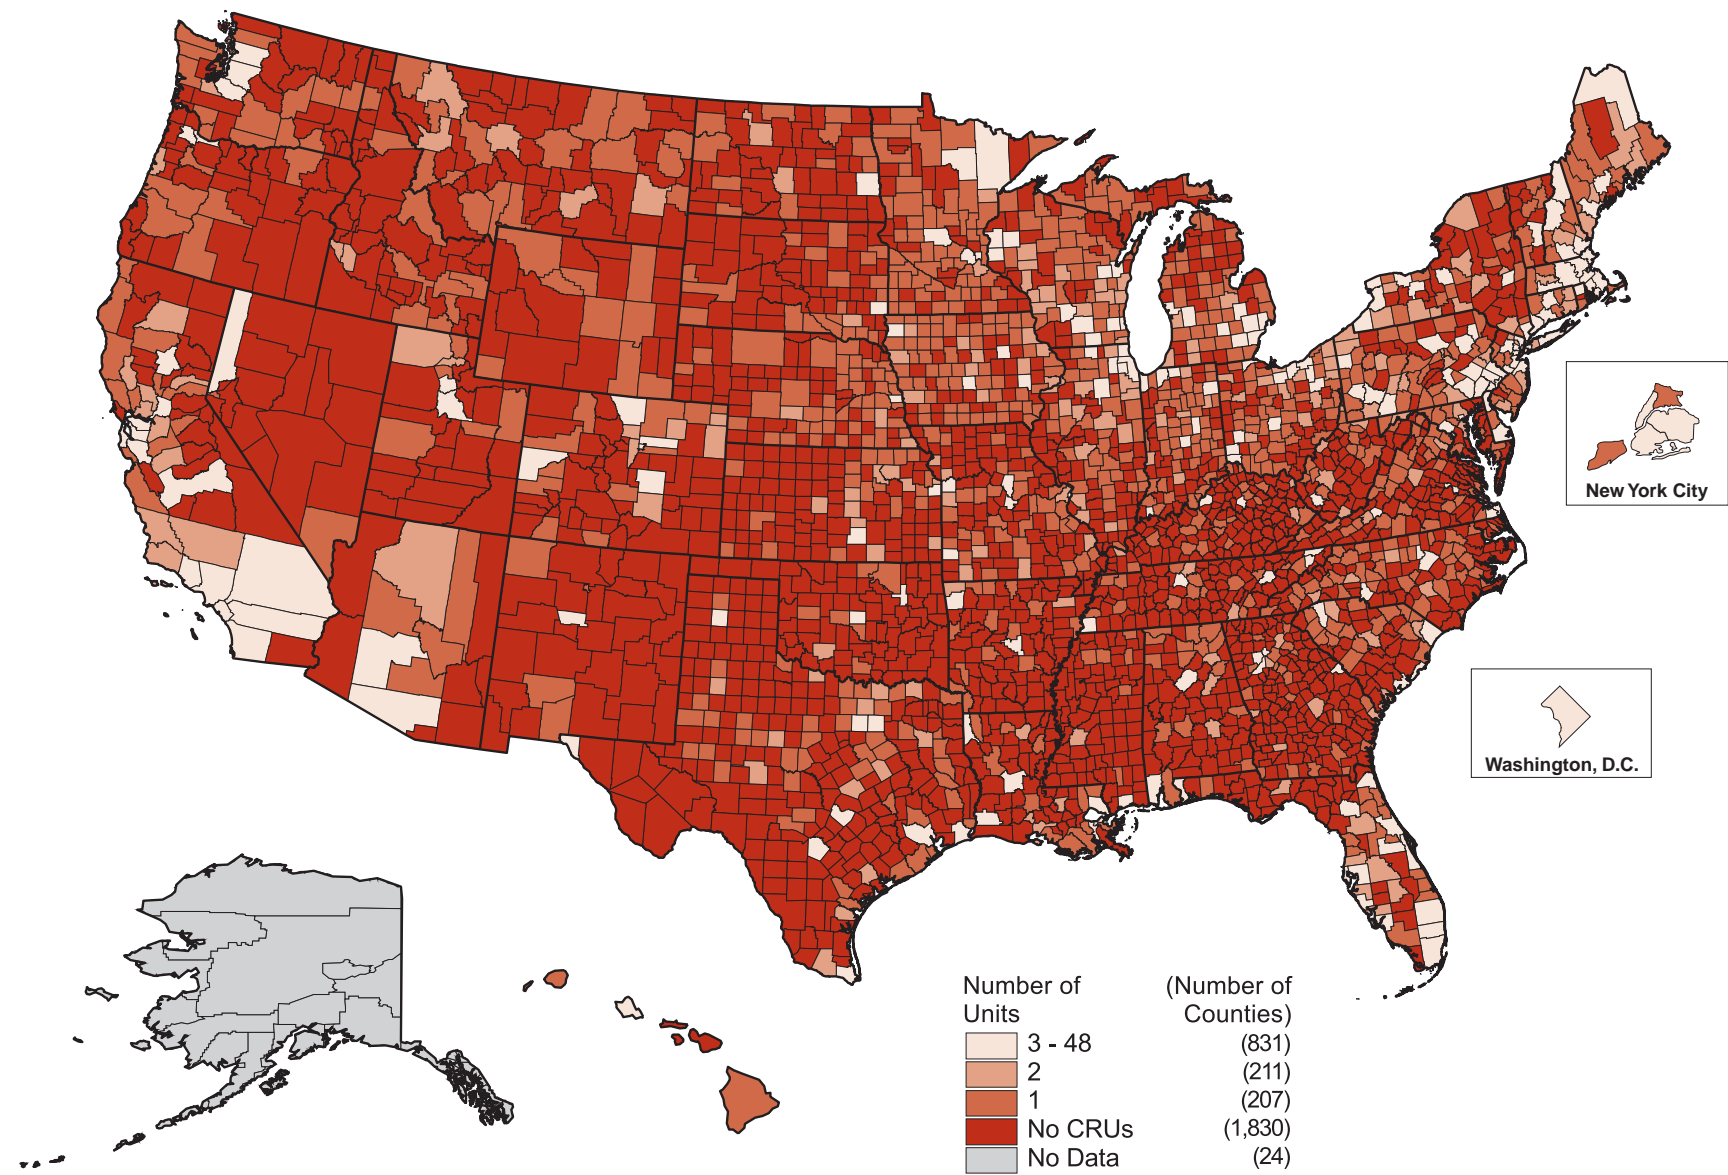 New York City
Washington, D.C.
Number of Units (Number of Counties)
3 - 48 (831)
2 (211)
1 (207)
No CRUs (1,830)
No Data (24)